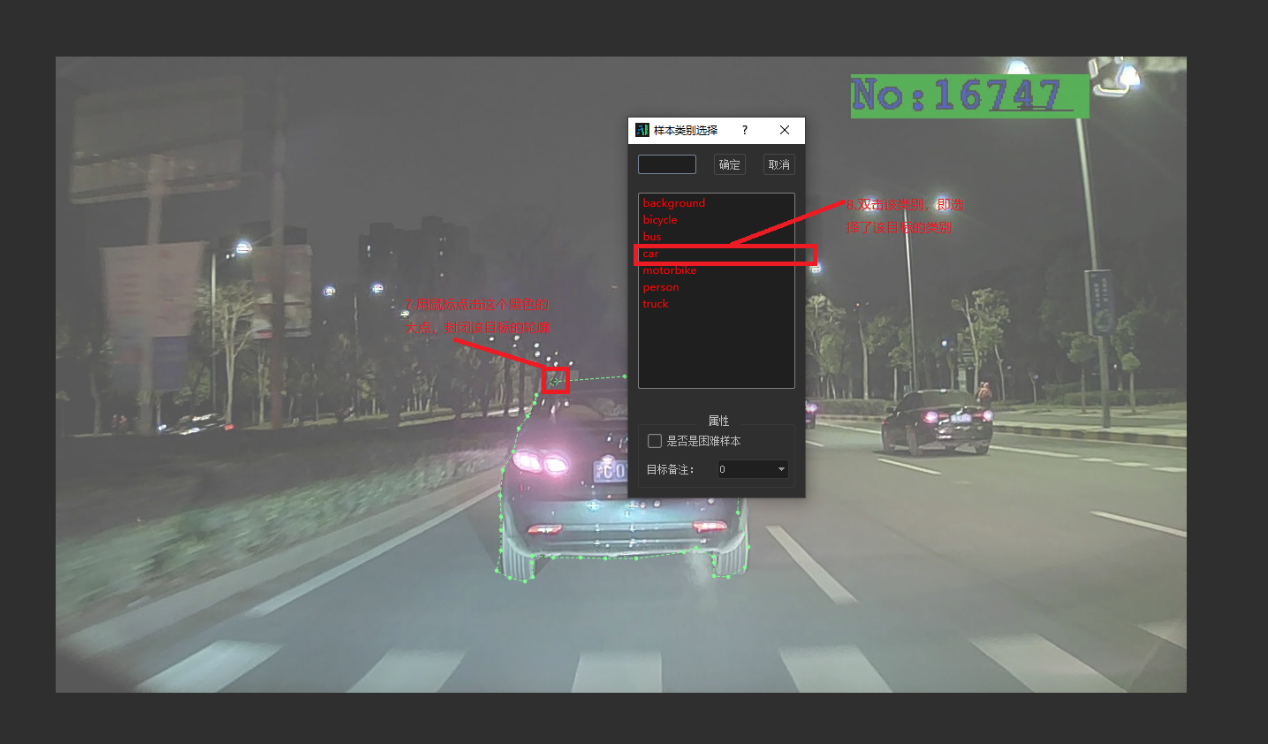 No:16747
样本类别选择 ?
确定 取消
background
bicycle
bus
car
motorbike
person
truck
8.双击该类别，即选
择了该目标的类别
7.用鼠标点击这个黑色的
大点，封闭该目标的轮廓
属性
是否是困难样本
目标备注: 0